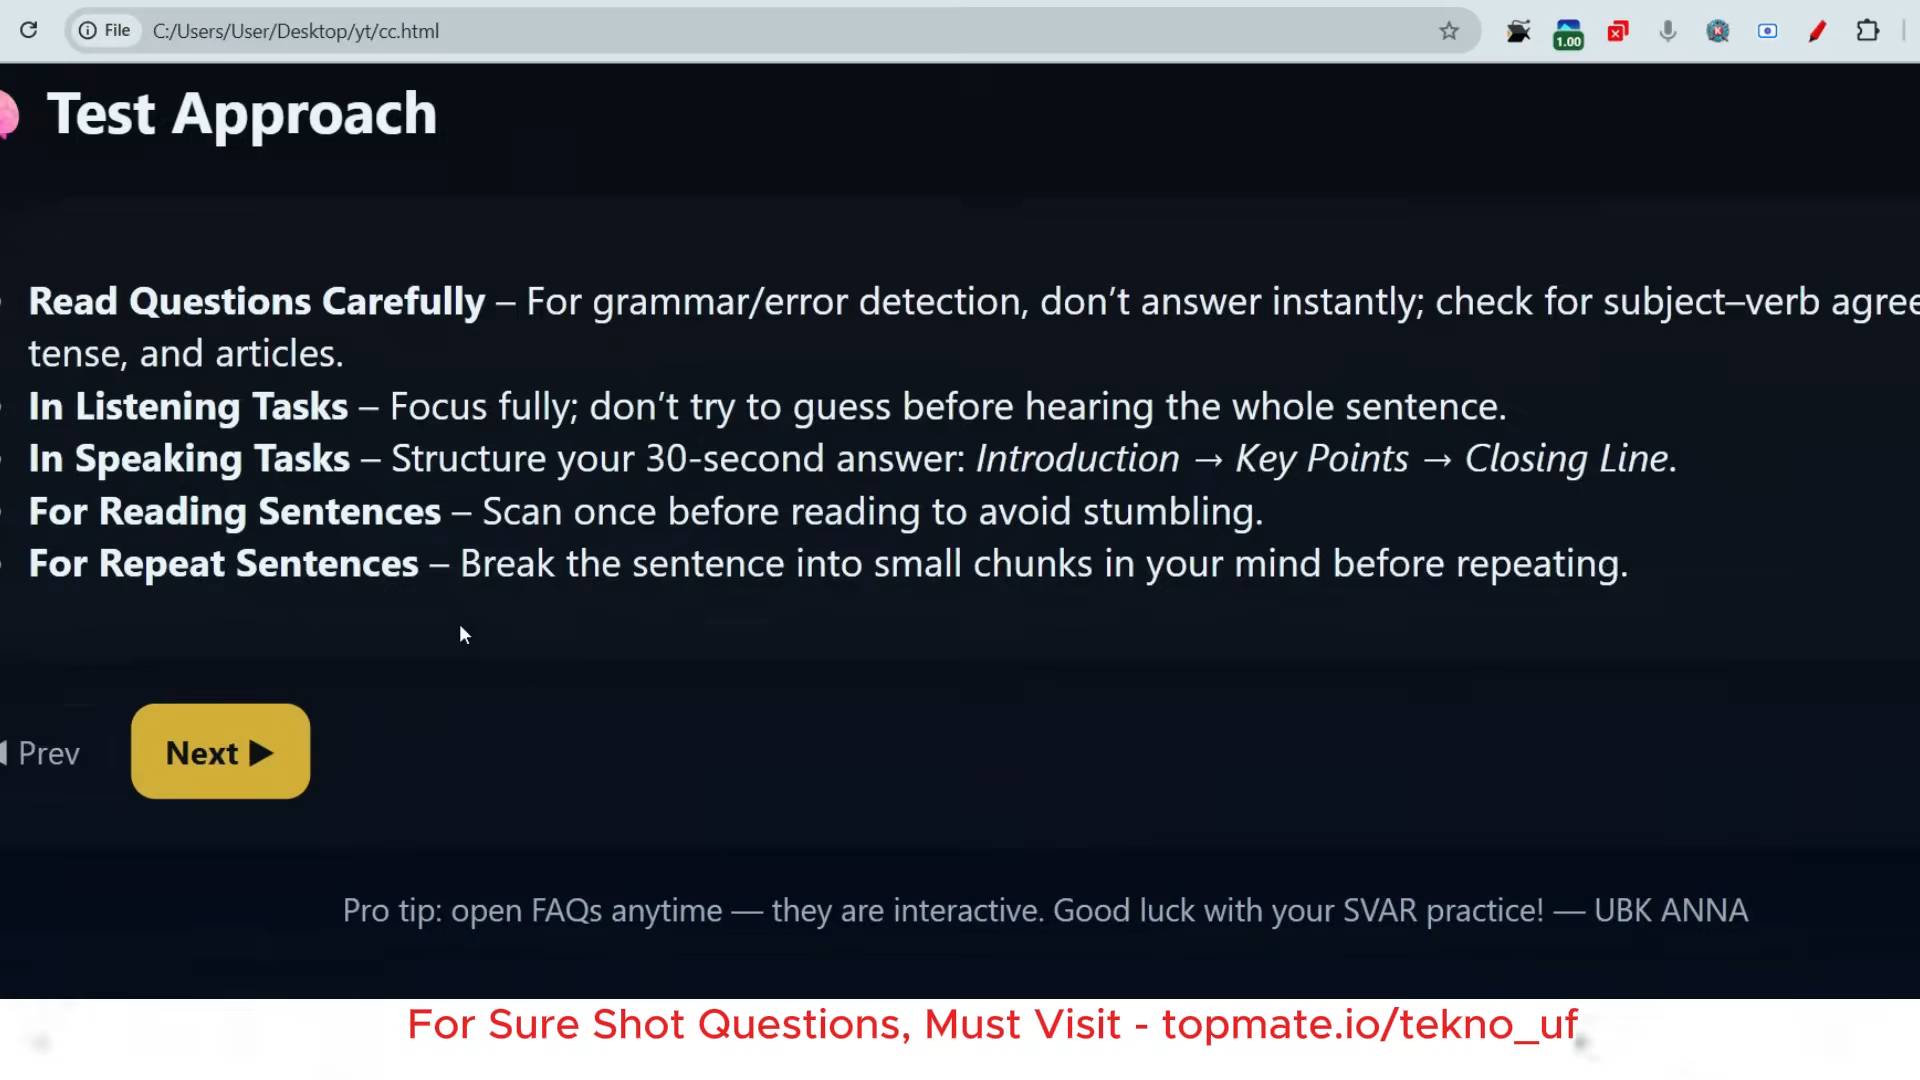 File C:/Users/User/Desktop/yt/cc.html
1.00
Test Approach
Read Questions Carefully – For grammar/error detection, don’t answer instantly; check for subject–verb agree
tense, and articles.
In Listening Tasks – Focus fully; don’t try to guess before hearing the whole sentence.
In Speaking Tasks – Structure your 30-second answer: Introduction → Key Points → Closing Line.
For Reading Sentences – Scan once before reading to avoid stumbling.
For Repeat Sentences – Break the sentence into small chunks in your mind before repeating.
◀ Prev Next ▶
Pro tip: open FAQs anytime — they are interactive. Good luck with your SVAR practice! — UBK ANNA
For Sure Shot Questions, Must Visit - topmate.io/tekno_uf